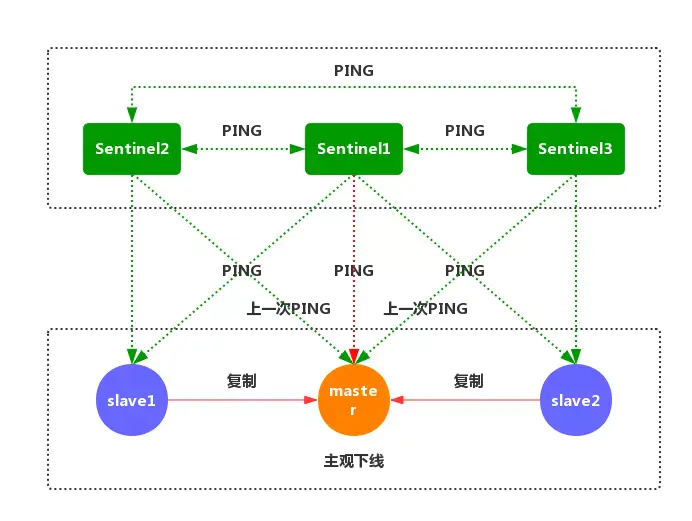 PING
PING
PING
Sentinel2
Sentinel1
Sentinel3
PING
PING
PING
上一次PING
上一次PING
复制
复制
slave1
maste
r
slave2
主观下线